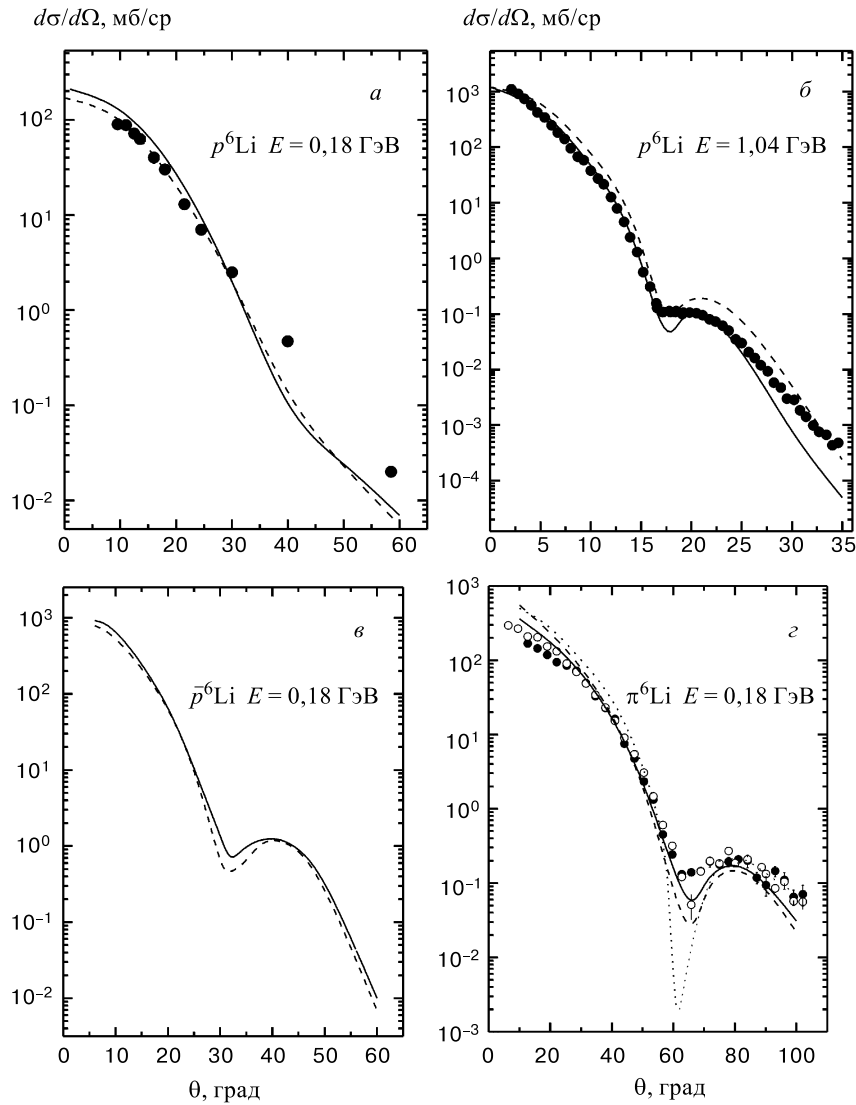 dσ/dΩ, мб/ср
dσ/dΩ, мб/ср
а
p⁶Li E = 0,18 ГэВ
10²
10¹
10⁰
10⁻¹
10⁻²
0 10 20 30 40 50 60
б
p⁶Li E = 1,04 ГэВ
10³
10²
10¹
10⁰
10⁻¹
10⁻²
10⁻³
10⁻⁴
0 5 10 15 20 25 30 35
в
p̄⁶Li E = 0,18 ГэВ
10³
10²
10¹
10⁰
10⁻¹
10⁻²
0 10 20 30 40 50 60
θ, град
г
π⁶Li E = 0,18 ГэВ
10³
10²
10¹
10⁰
10⁻¹
10⁻²
10⁻³
0 20 40 60 80 100
θ, град